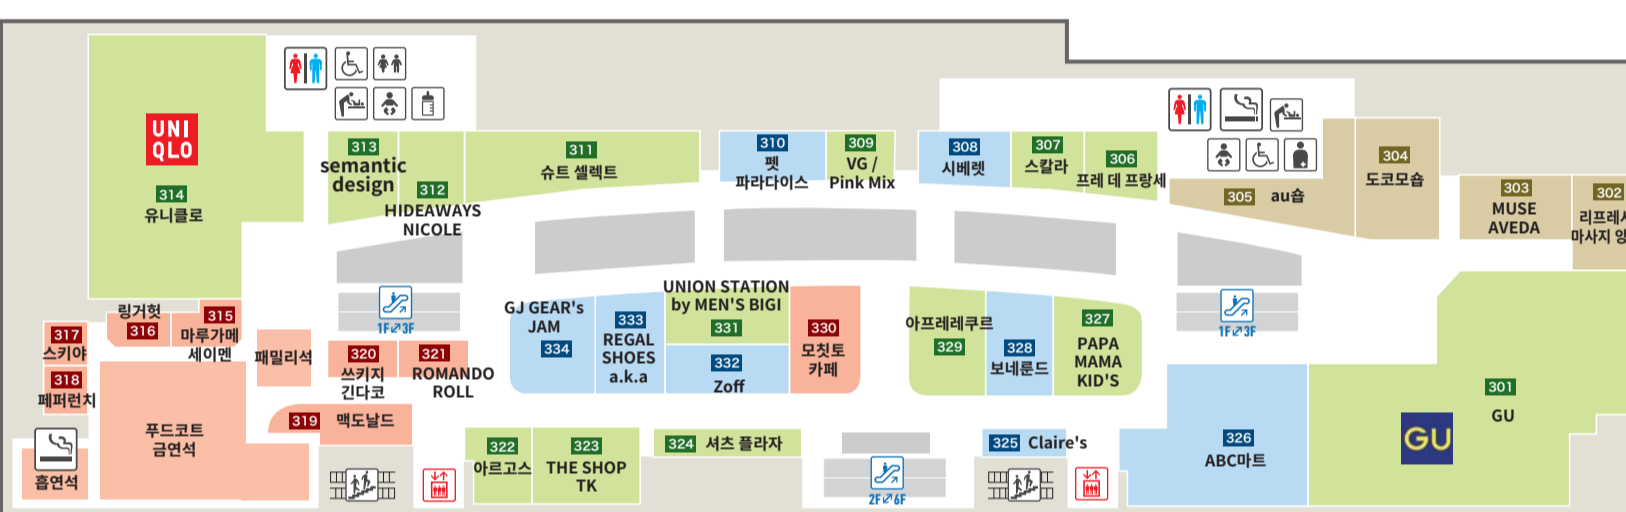 UNI
QLO
314
유니클로
313
semantic
design
312
HIDEAWAYS
NICOLE
311
슈트 셀렉트
310
펫
파라다이스
309
VG /
Pink Mix
308
시베렛
307
스칼라
306
프레 데 프랑세
305 au숍
304
도코모숍
303
MUSE
AVEDA
302
리프레
마사지 앙
링거헛
316
315
마루가메
세이멘
317
스키야
318
페퍼런치
흡연석
푸드코트
금연석
패밀리석
1F 3F
320
쓰키지
긴다코
321
ROMANDO
ROLL
319 맥도날드
GJ GEAR's
JAM
334
333
REGAL
SHOES
a.k.a
UNION STATION
by MEN'S BIGI
331
332
Zoff
330
모칫토
카페
아프레레쿠르
329
328
보네룬드
327
PAPA
MAMA
KID'S
1F 3F
322
아르고스
323
THE SHOP
TK
324 셔츠 플라자
2F 6F
325 Claire's
326
ABC마트
GU
301
GU